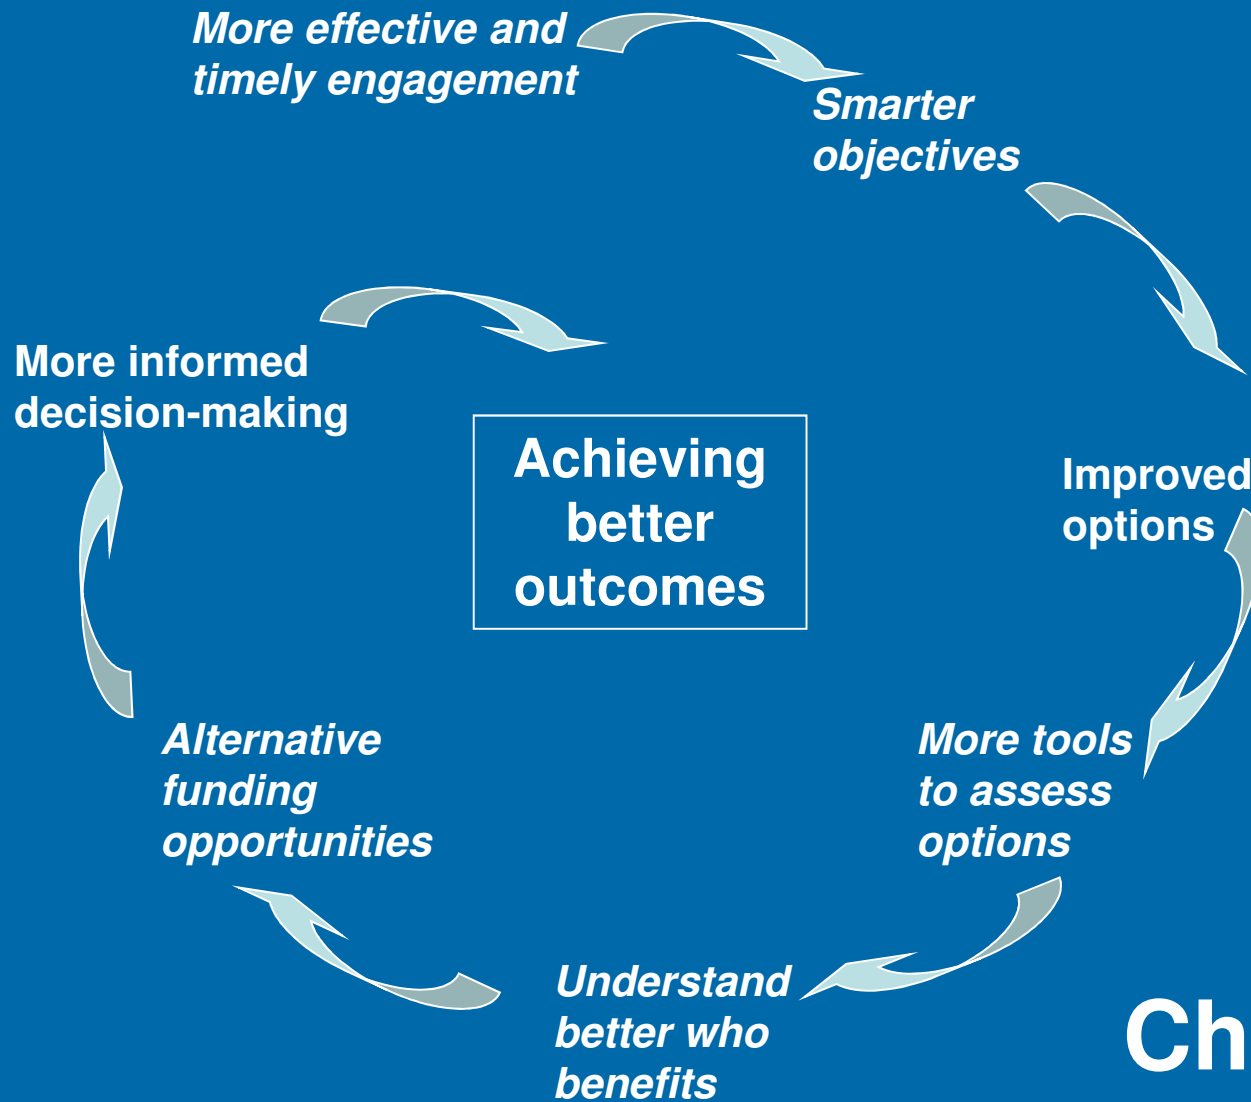 More effective and
timely engagement
Smarter
objectives
Improved
options
More tools
to assess
options
Understand
better who
benefits
Alternative
funding
opportunities
More informed
decision-making
Achieving
better
outcomes
Ch